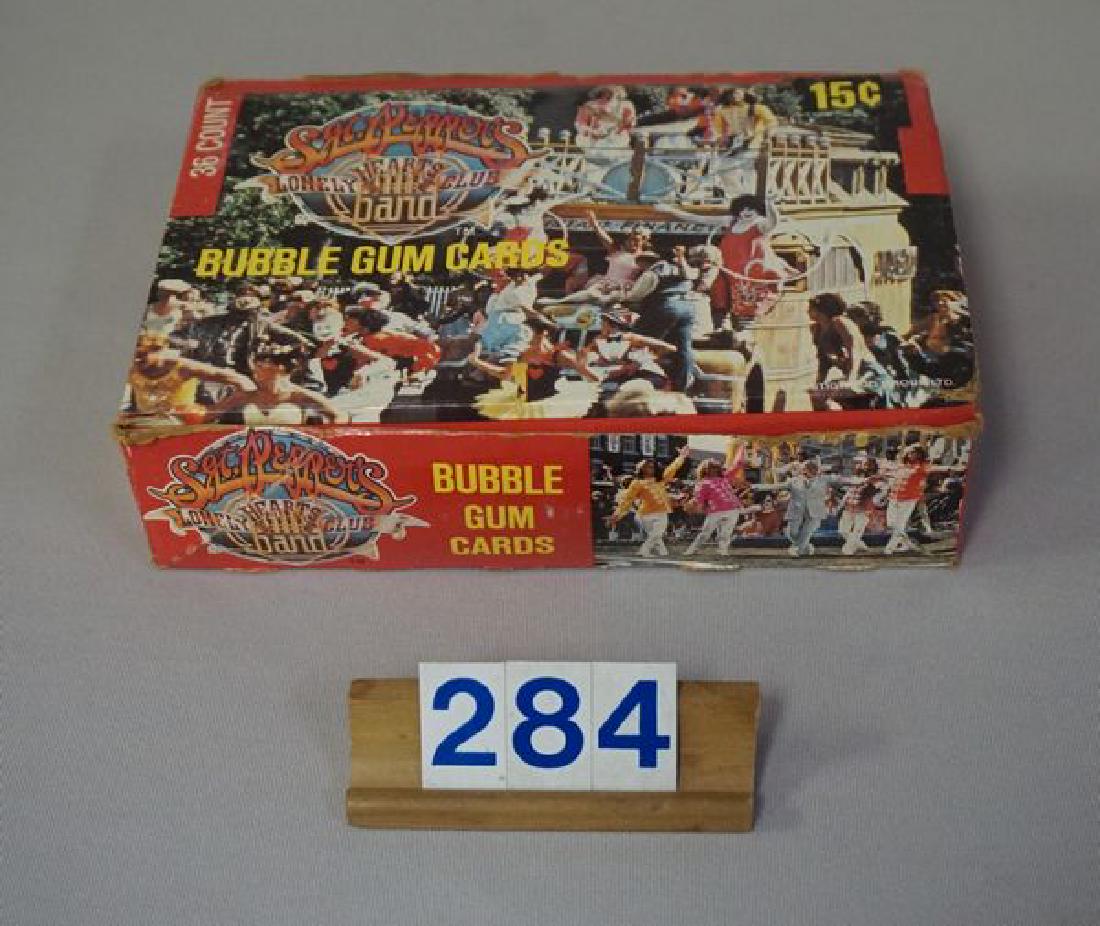 36 COUNT
15¢
SGT. PEPPER'S
LONELY HEARTS CLUB
band
BUBBLE GUM CARDS
SGT. PEPPER'S
LONELY HEARTS CLUB
band
BUBBLE
GUM
CARDS
284